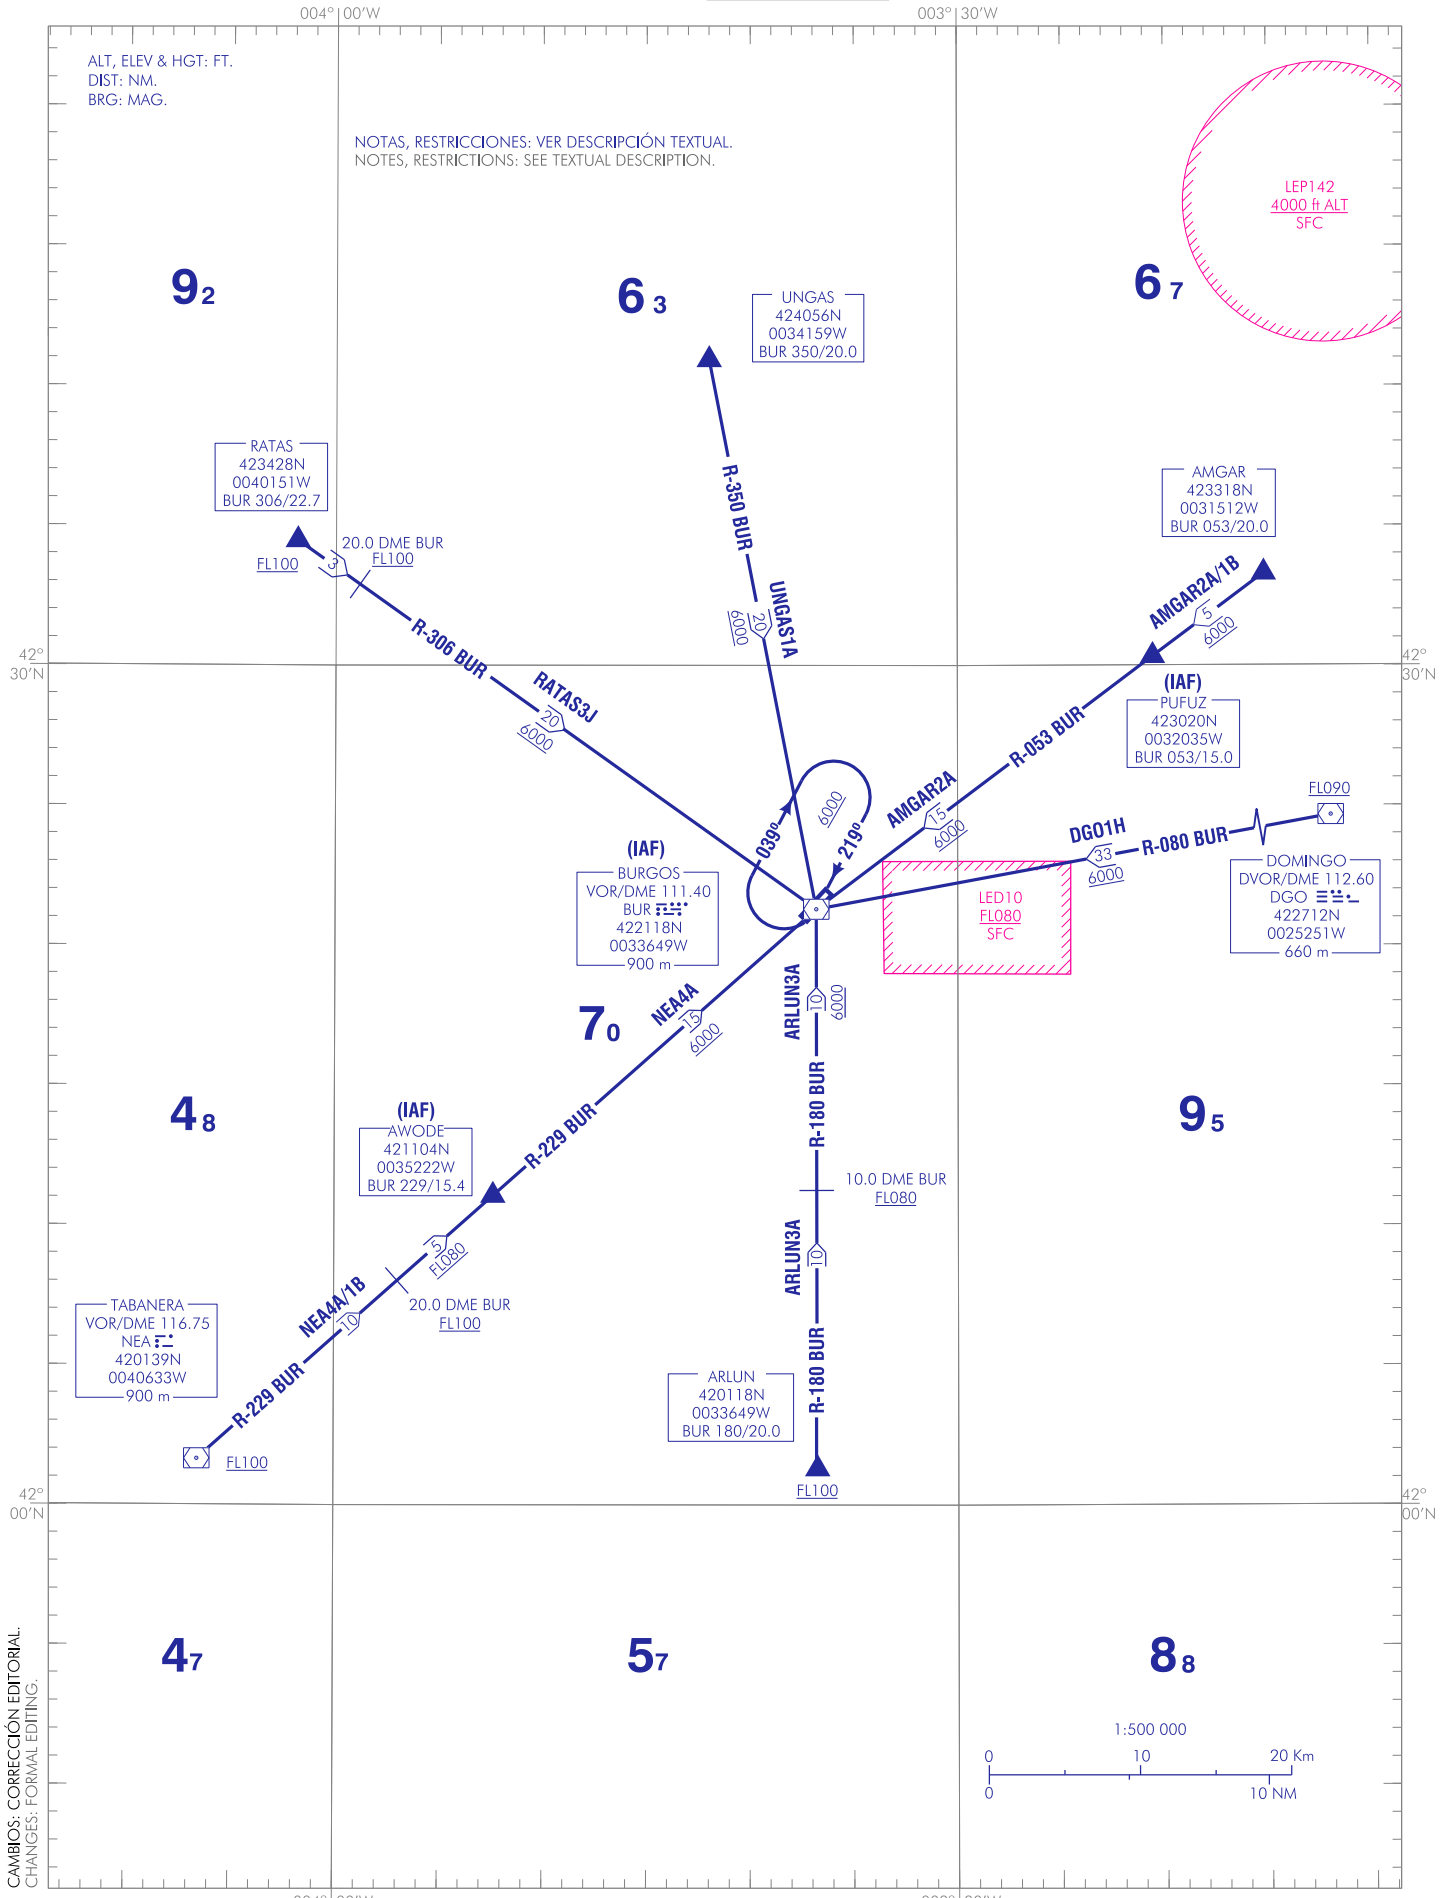 004° 00'W
003° 30'W
ALT, ELEV & HGT: FT.
DIST: NM.
BRG: MAG.
NOTAS, RESTRICCIONES: VER DESCRIPCIÓN TEXTUAL.
NOTES, RESTRICTIONS: SEE TEXTUAL DESCRIPTION.
LEP142
4000 ft ALT
SFC
92
63
67
UNGAS
424056N
0034159W
BUR 350/20.0
RATAS
423428N
0040151W
BUR 306/22.7
FL100
3
20.0 DME BUR
FL100
AMGAR
423318N
0031512W
BUR 053/20.0
R-350 BUR
UNGAS1A
20
6000
AMGAR2A/1B
5
6000
R-306 BUR
RATAS3J
20
6000
42°
30'N
42°
30'N
(IAF)
PUFUZ
423020N
0032035W
BUR 053/15.0
R-053 BUR
AMGAR2A
15
6000
039°
6000
219°
FL090
DGO1H
33
6000
R-080 BUR
DOMINGO
DVOR/DME 112.60
DGO
422712N
0025251W
660 m
(IAF)
BURGOS
VOR/DME 111.40
BUR
422118N
0033649W
900 m
LED10
FL080
SFC
NEA4A
15
6000
ARLUN3A
10
6000
70
48
95
R-180 BUR
(IAF)
AWODE
421104N
0035222W
BUR 229/15.4
R-229 BUR
10.0 DME BUR
FL080
5
FL080
ARLUN3A
10
20.0 DME BUR
FL100
NEA4A/1B
10
TABANERA
VOR/DME 116.75
NEA
420139N
0040633W
900 m
R-229 BUR
FL100
R-180 BUR
ARLUN
420118N
0033649W
BUR 180/20.0
FL100
42°
00'N
42°
00'N
47
57
88
1:500 000
0 10 20 Km
0 10 NM
CAMBIOS: CORRECCIÓN EDITORIAL.
CHANGES: FORMAL EDITING.